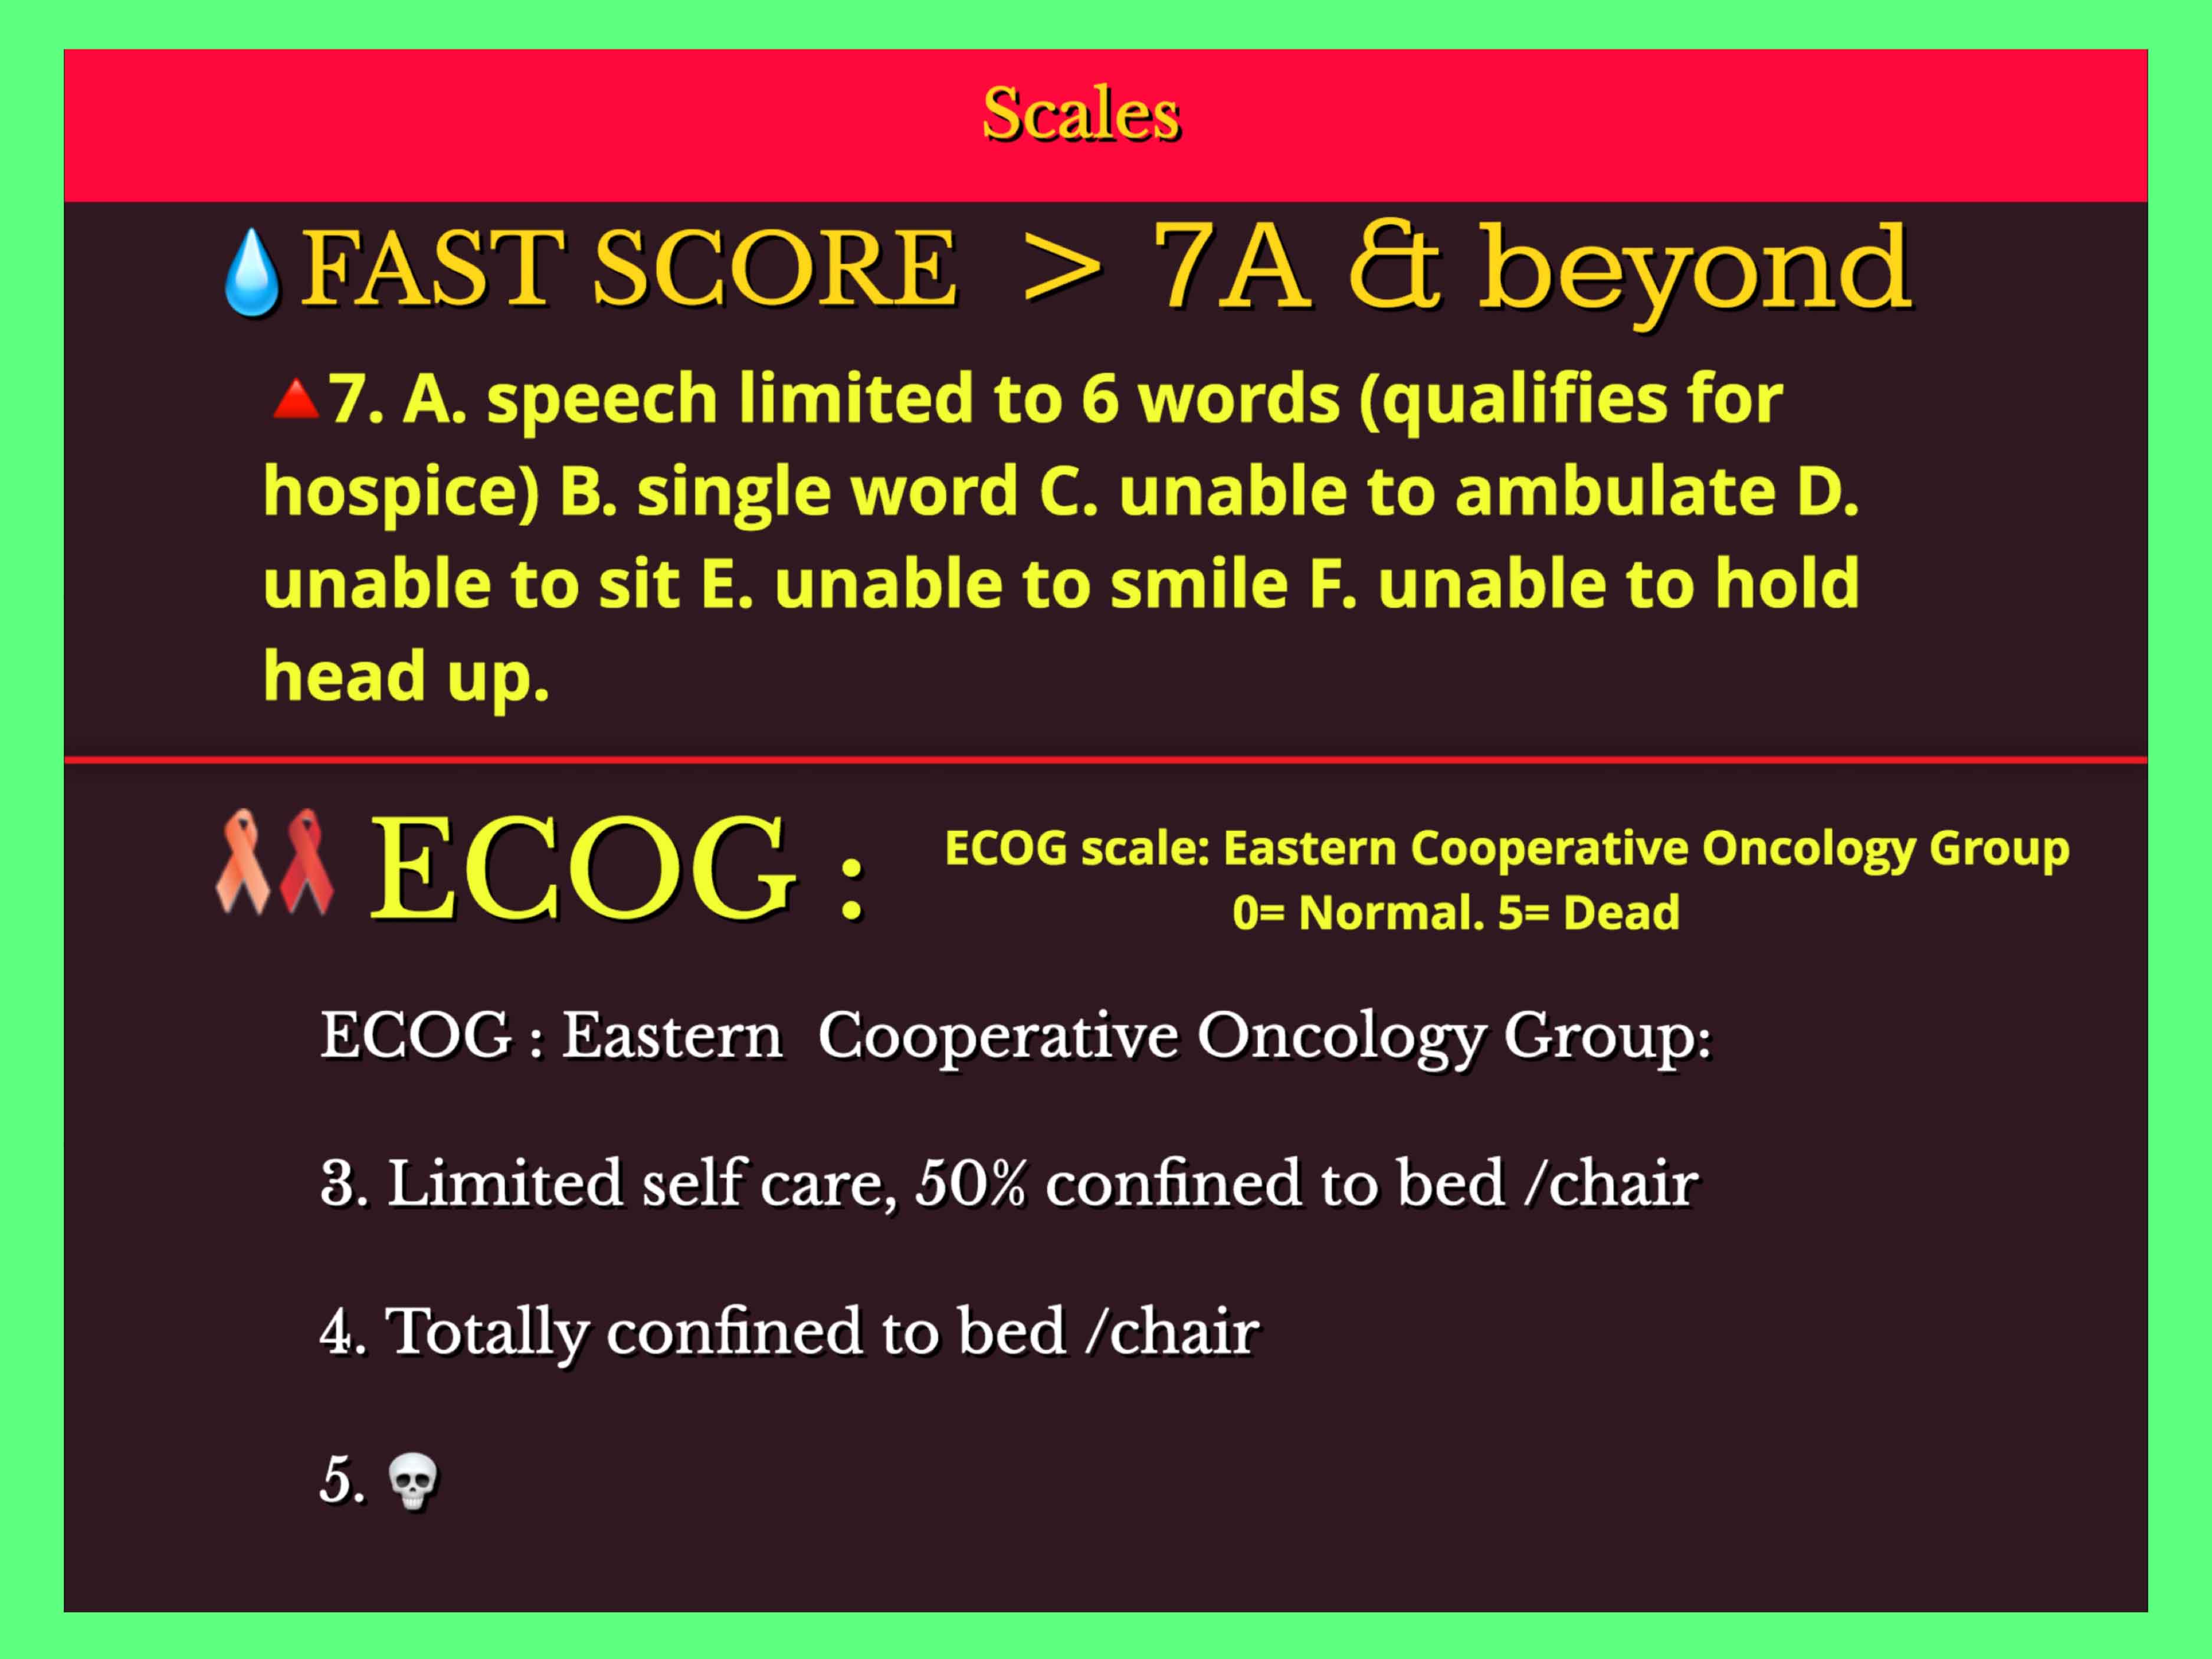 Scales
💧FAST SCORE > 7A & beyond
🔺7. A. speech limited to 6 words (qualifies for
hospice) B. single word C. unable to ambulate D.
unable to sit E. unable to smile F. unable to hold
head up.
🎗🎗 ECOG :
ECOG scale: Eastern Cooperative Oncology Group
0= Normal. 5= Dead
ECOG : Eastern Cooperative Oncology Group:
3. Limited self care, 50% confined to bed /chair
4. Totally confined to bed /chair
5. 💀